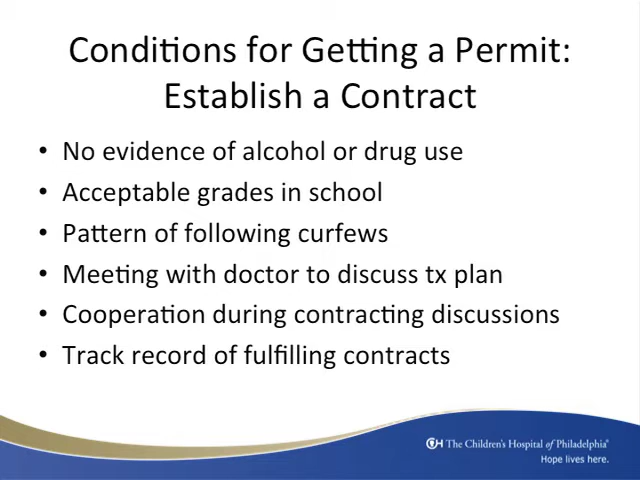 Conditions for Getting a Permit:
Establish a Contract
• No evidence of alcohol or drug use
• Acceptable grades in school
• Pattern of following curfews
• Meeting with doctor to discuss tx plan
• Cooperation during contracting discussions
• Track record of fulfilling contracts
CH The Children's Hospital of Philadelphia®
Hope lives here.